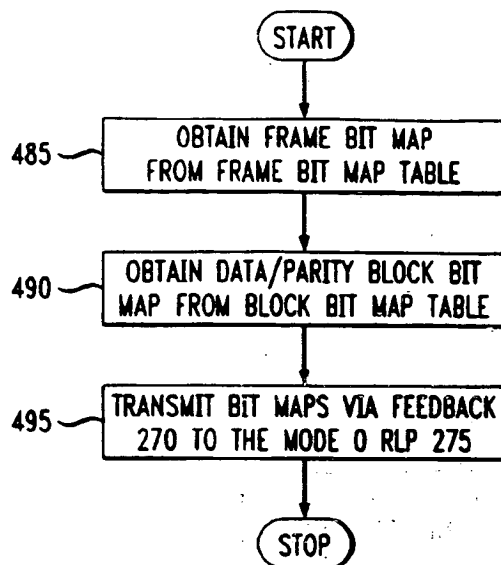 START
485
OBTAIN FRAME BIT MAP
FROM FRAME BIT MAP TABLE
490
OBTAIN DATA/PARITY BLOCK BIT
MAP FROM BLOCK BIT MAP TABLE
495
TRANSMIT BIT MAPS VIA FEEDBACK
270 TO THE MODE 0 RLP 275
STOP